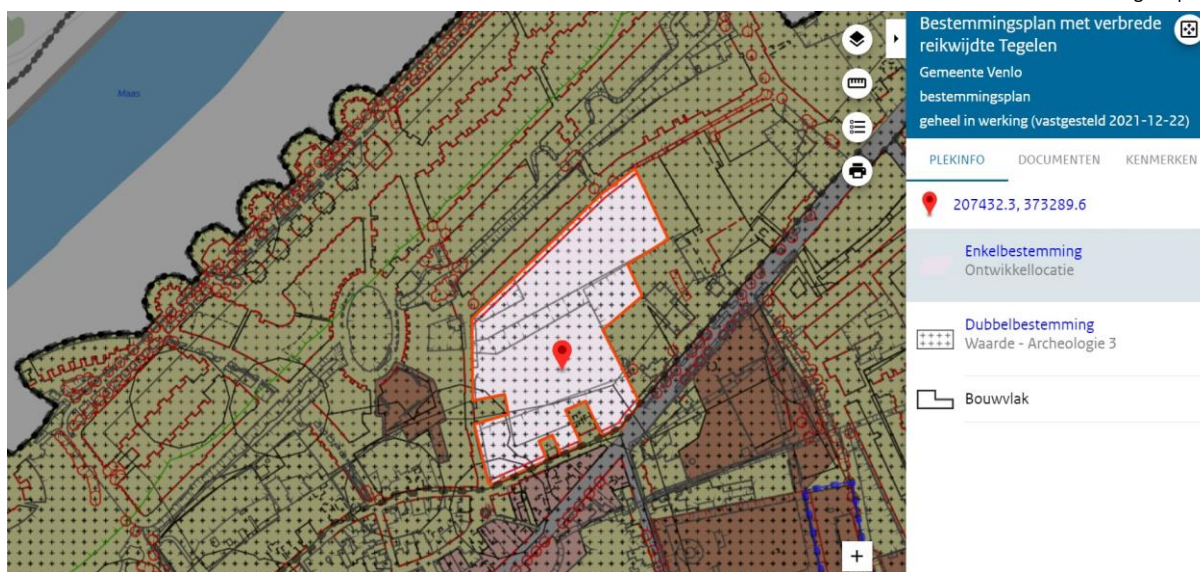 Maas
Bestemmingsplan met verbrede
reikwijdte Tegelen
Gemeente Venlo
bestemmingsplan
geheel in werking (vastgesteld 2021-12-22)
PLEKINFO DOCUMENTEN KENMERKEN
207432.3, 373289.6
Enkelbestemming
Ontwikkellocatie
Dubbelbestemming
Waarde - Archeologie 3
Bouwvlak
+